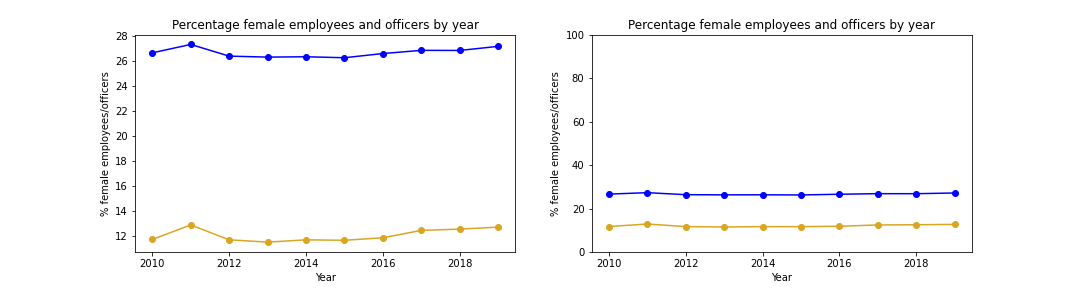 Percentage female employees and officers by year
28
26
24
22
20
18
16
14
12
% female employees/officers
2010 2012 2014 2016 2018
Year
Percentage female employees and officers by year
100
80
60
40
20
0
% female employees/officers
2010 2012 2014 2016 2018
Year